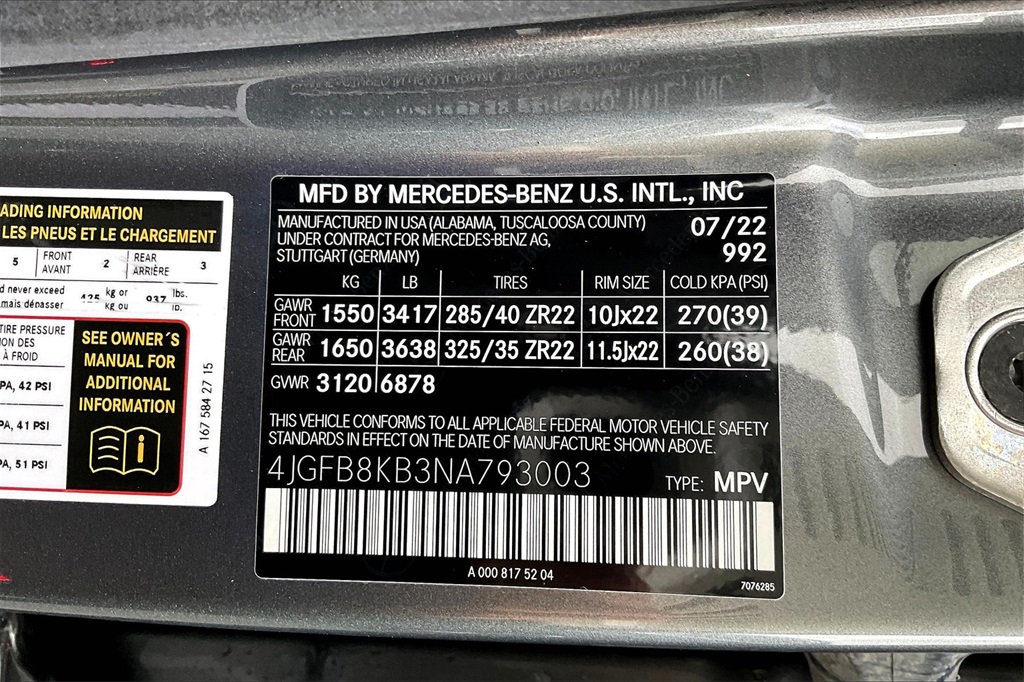 MFD BY MERCEDES-BENZ U.S. INTL., INC
MANUFACTURED IN USA (ALABAMA, TUSCALOOSA COUNTY) 07/22
UNDER CONTRACT FOR MERCEDES-BENZ AG, 992
STUTTGART (GERMANY)
KG LB TIRES RIM SIZE COLD KPA (PSI)
GAWR FRONT 1550 3417 285/40 ZR22 10Jx22 270(39)
GAWR REAR 1650 3638 325/35 ZR22 11.5Jx22 260(38)
GVWR 3120 6878
THIS VEHICLE CONFORMS TO ALL APPLICABLE FEDERAL MOTOR VEHICLE SAFETY
STANDARDS IN EFFECT ON THE DATE OF MANUFACTURE SHOWN ABOVE.
4JGFB8KB3NA793003 TYPE: MPV
A 000 817 52 04
7076285
ADING INFORMATION
LES PNEUS ET LE CHARGEMENT
5 FRONT 2 REAR 3
AVANT ARRIÈRE
d never exceed 425 kg or 937 lbs.
mais dépasser kg ou lb.
TIRE PRESSURE
À FROID
PA, 42 PSI
PA, 41 PSI
PA, 51 PSI
SEE OWNER´S
MANUAL FOR
ADDITIONAL
INFORMATION
A 167 584 27 15